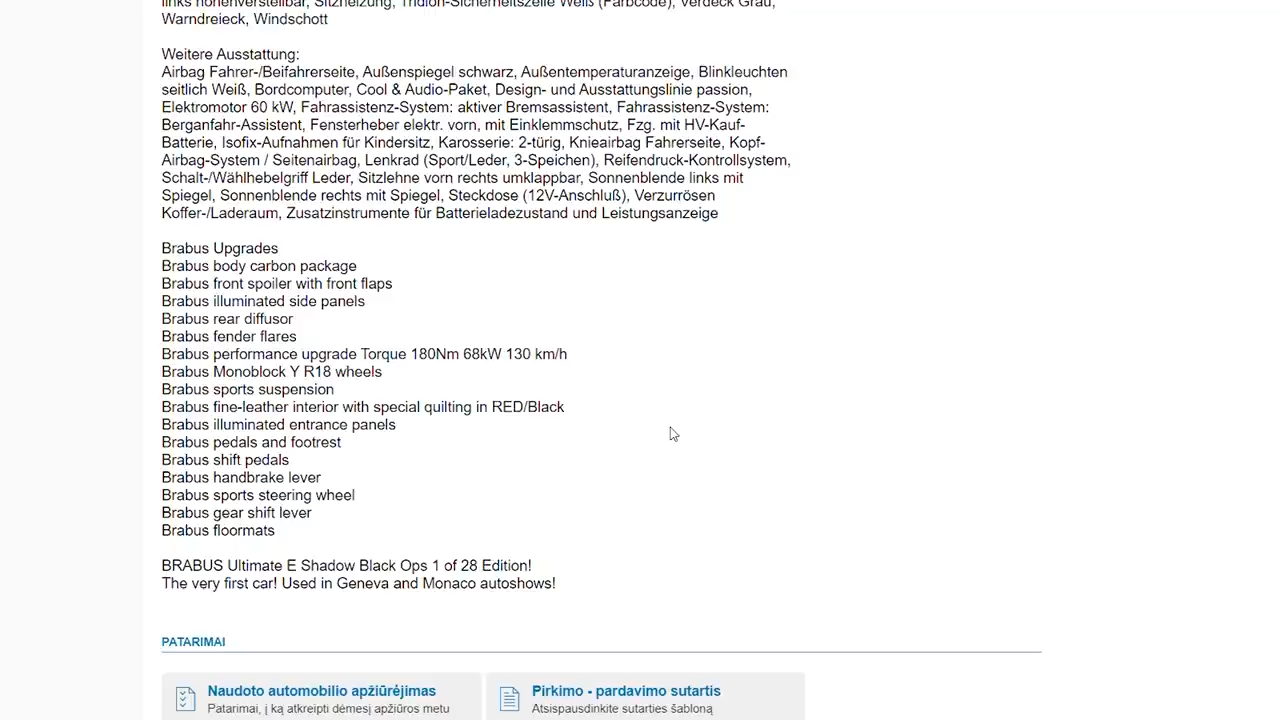 links höhenverstellbar, Sitzheizung, Tridion-Sicherheitszelle Weiß (Farbcode), Verdeck Grau,
Warndreieck, Windschott
Weitere Ausstattung:
Airbag Fahrer-/Beifahrerseite, Außenspiegel schwarz, Außentemperaturanzeige, Blinkleuchten
seitlich Weiß, Bordcomputer, Cool & Audio-Paket, Design- und Ausstattungslinie passion,
Elektromotor 60 kW, Fahrassistenz-System: aktiver Bremsassistent, Fahrassistenz-System:
Berganfahr-Assistent, Fensterheber elektr. vorn, mit Einklemmschutz, Fzg. mit HV-Kauf-
Batterie, Isofix-Aufnahmen für Kindersitz, Karosserie: 2-türig, Knieairbag Fahrerseite, Kopf-
Airbag-System / Seitenairbag, Lenkrad (Sport/Leder, 3-Speichen), Reifendruck-Kontrollsystem,
Schalt-/Wählhebelgriff Leder, Sitzlehne vorn rechts umklappbar, Sonnenblende links mit
Spiegel, Sonnenblende rechts mit Spiegel, Steckdose (12V-Anschluß), Verzurrösen
Koffer-/Laderaum, Zusatzinstrumente für Batterieladezustand und Leistungsanzeige
Brabus Upgrades
Brabus body carbon package
Brabus front spoiler with front flaps
Brabus illuminated side panels
Brabus rear diffusor
Brabus fender flares
Brabus performance upgrade Torque 180Nm 68kW 130 km/h
Brabus Monoblock Y R18 wheels
Brabus sports suspension
Brabus fine-leather interior with special quilting in RED/Black
Brabus illuminated entrance panels
Brabus pedals and footrest
Brabus shift pedals
Brabus handbrake lever
Brabus sports steering wheel
Brabus gear shift lever
Brabus floormats
BRABUS Ultimate E Shadow Black Ops 1 of 28 Edition!
The very first car! Used in Geneva and Monaco autoshows!
PATARIMAI
Naudoto automobilio apžiūrėjimas
Patarimai, į ką atkreipti dėmesį apžiūros metu
Pirkimo - pardavimo sutartis
Atsispausdinkite sutarties šabloną